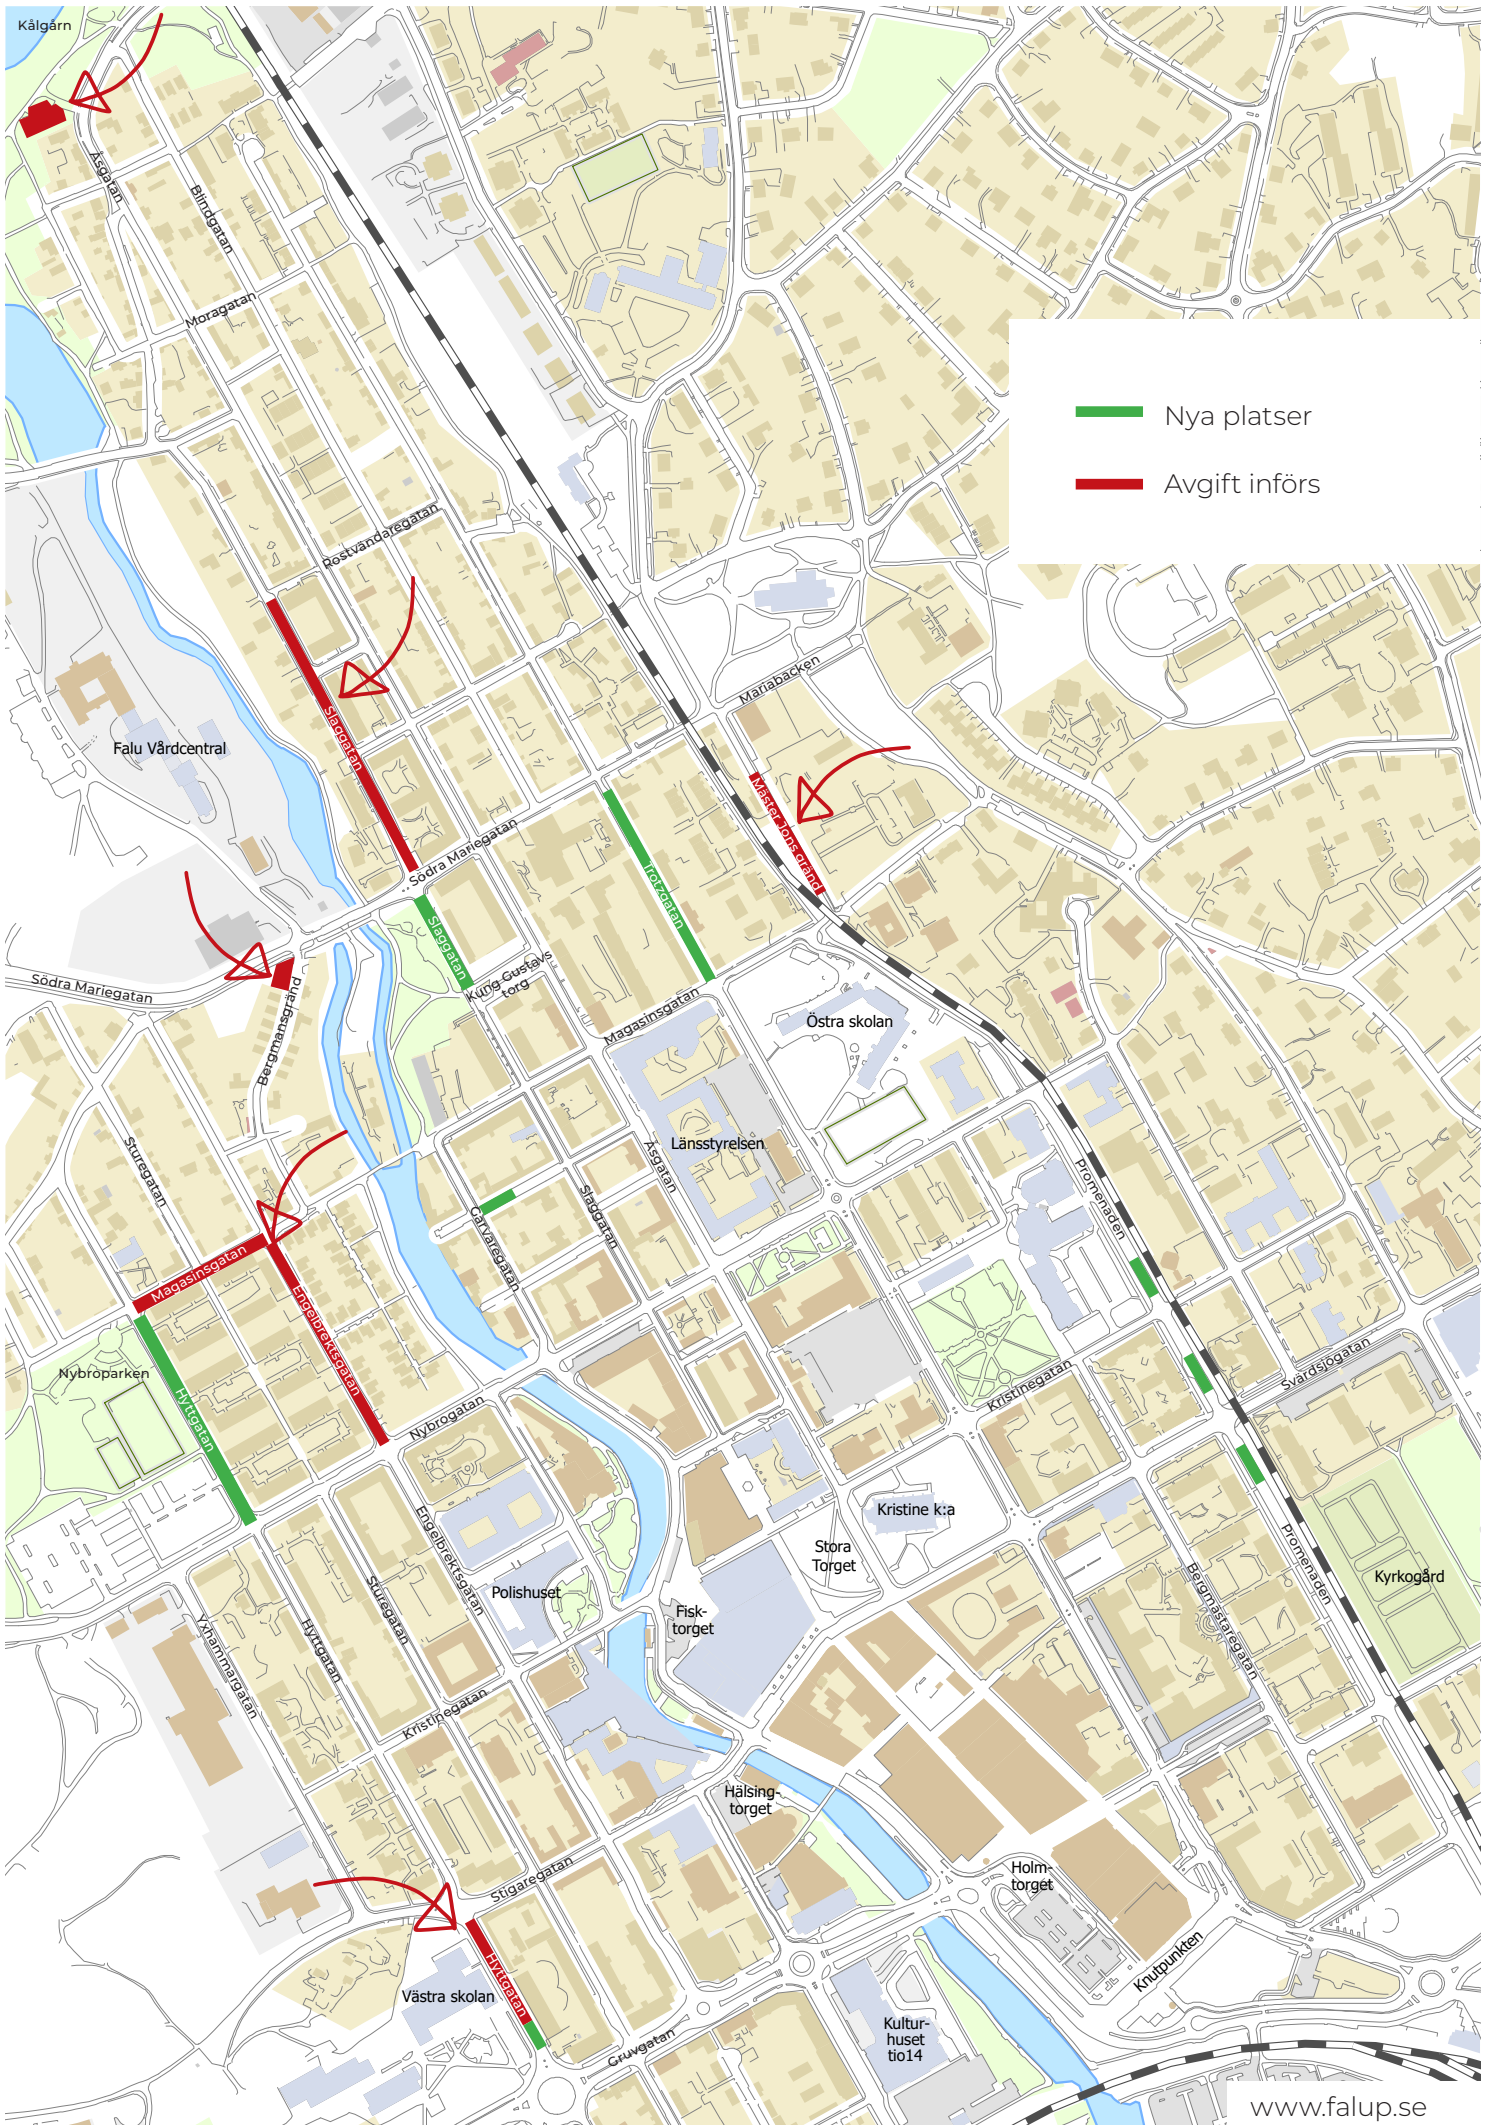 Kålgårn
Åsgatan
Blindgatan
Moragatan
Nya platser
Avgift införs
Rostvändaregatan
Mariabacken
Slaggatan
Falu Vårdcentral
Mäster Jons gränd
Södra Mariegatan
Trotzgatan
Slaggatan
Kung Gustavs
torg
Södra Mariegatan
Bergmansgränd
Magasinsgatan
Östra skolan
Sturegatan
Länsstyrelsen
Åsgatan
Slaggatan
Garvaregatan
Promenaden
Magasinsgatan
Engelbrektsgatan
Nybroparken
Hyttgatan
Nybrogatan
Kristinegatan
Svärdsjögatan
Kristine k:a
Stora
Torget
Engelbrektsgatan
Polishuset
Sturegatan
Fisk-
torget
Hyttgatan
Yxhammargatan
Kristinegatan
Bergmästaregatan
Promenaden
Kyrkogård
Hälsing-
torget
Stigaregatan
Holm-
torget
Knutpunkten
Hyttgatan
Västra skolan
Gruvgatan
Kultur-
huset
tio14
www.falup.se